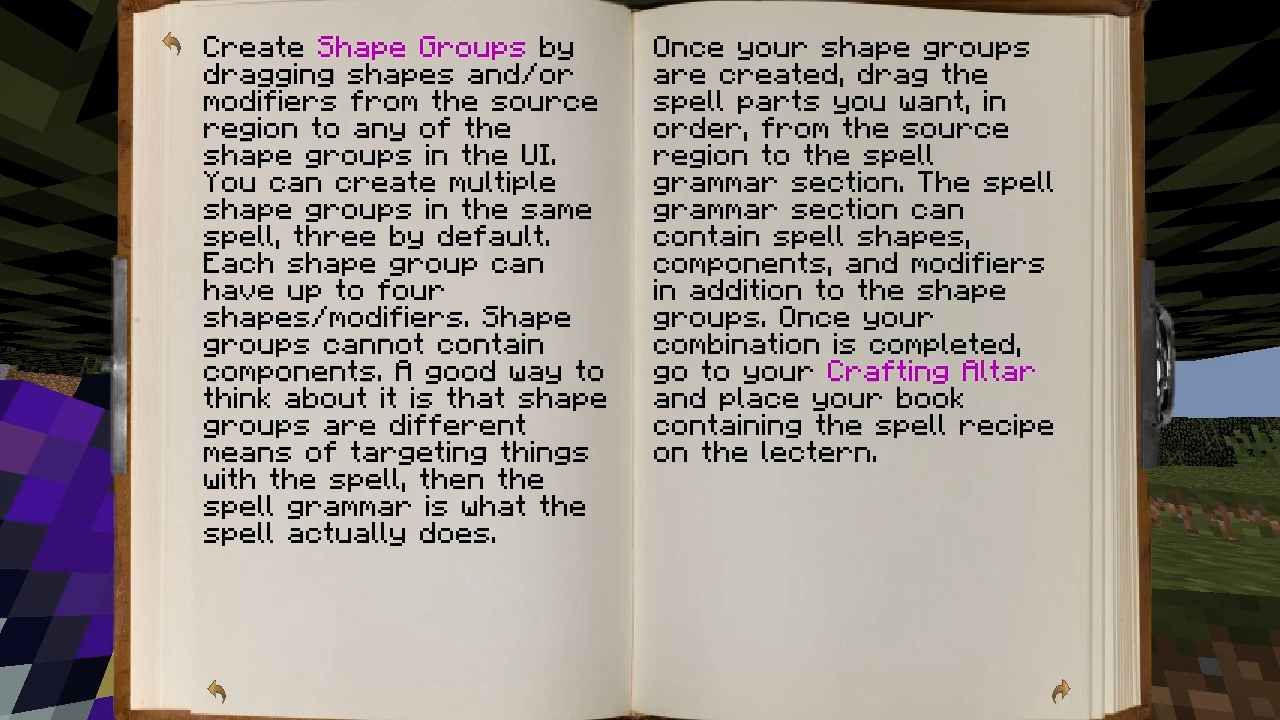 Create Shape Groups by
dragging shapes and/or
modifiers from the source
region to any of the
shape groups in the UI.
You can create multiple
shape groups in the same
spell, three by default.
Each shape group can
have up to four
shapes/modifiers. Shape
groups cannot contain
components. A good way to
think about it is that shape
groups are different
means of targeting things
with the spell, then the
spell grammar is what the
spell actually does.
Once your shape groups
are created, drag the
spell parts you want, in
order, from the source
region to the spell
grammar section. The spell
grammar section can
contain spell shapes,
components, and modifiers
in addition to the shape
groups. Once your
combination is completed,
go to your Crafting Altar
and place your book
containing the spell recipe
on the lectern.